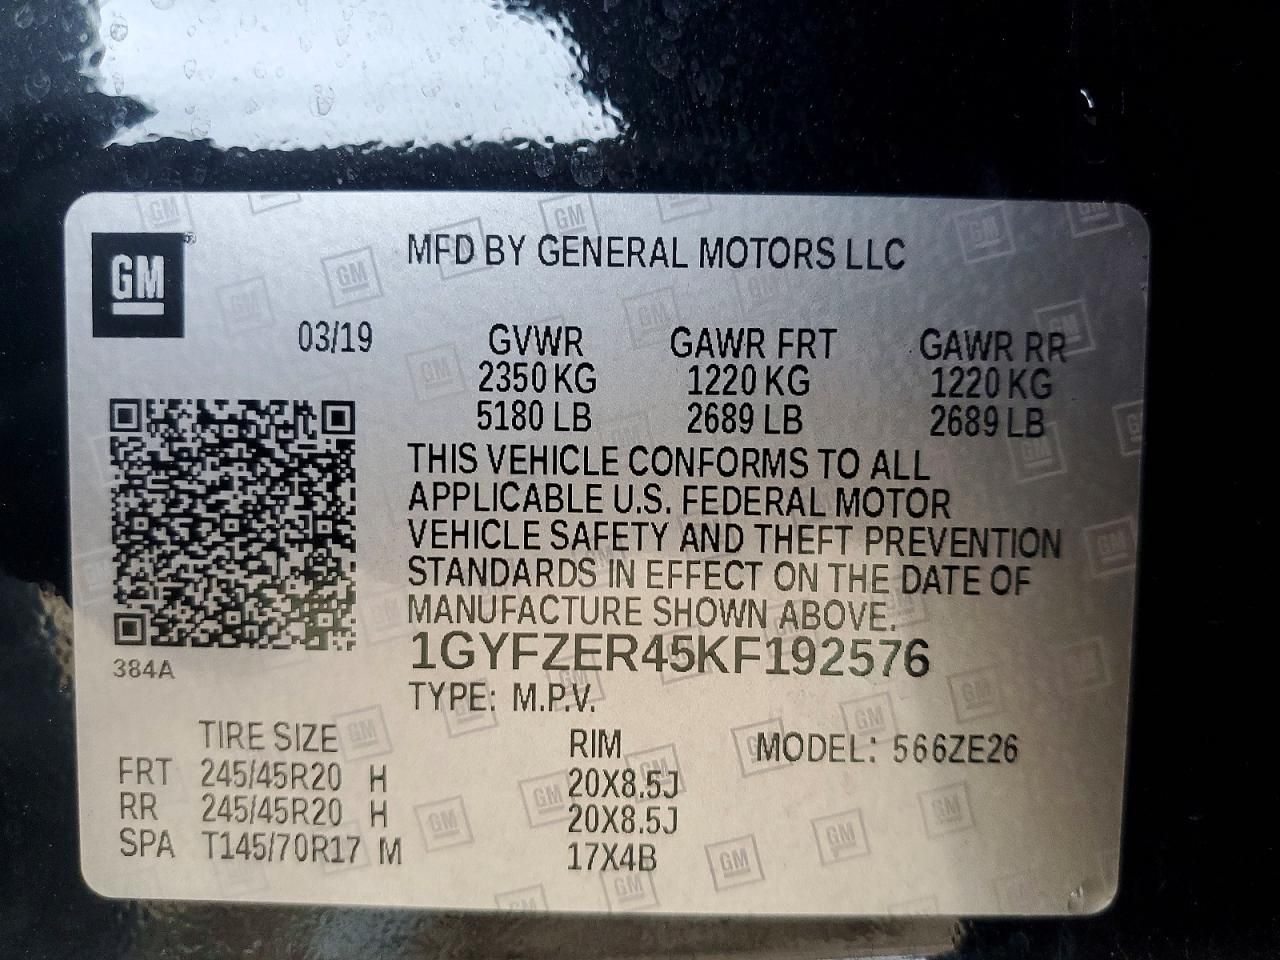 GM
MFD BY GENERAL MOTORS LLC
03/19 GVWR GAWR FRT GAWR RR
2350 KG 1220 KG 1220 KG
5180 LB 2689 LB 2689 LB
THIS VEHICLE CONFORMS TO ALL
APPLICABLE U.S. FEDERAL MOTOR
VEHICLE SAFETY AND THEFT PREVENTION
STANDARDS IN EFFECT ON THE DATE OF
MANUFACTURE SHOWN ABOVE.
1GYFZER45KF192576
384A
TYPE: M.P.V.
TIRE SIZE RIM MODEL: 566ZE26
FRT 245/45R20 H 20X8.5J
RR 245/45R20 H 20X8.5J
SPA T145/70R17 M 17X4B